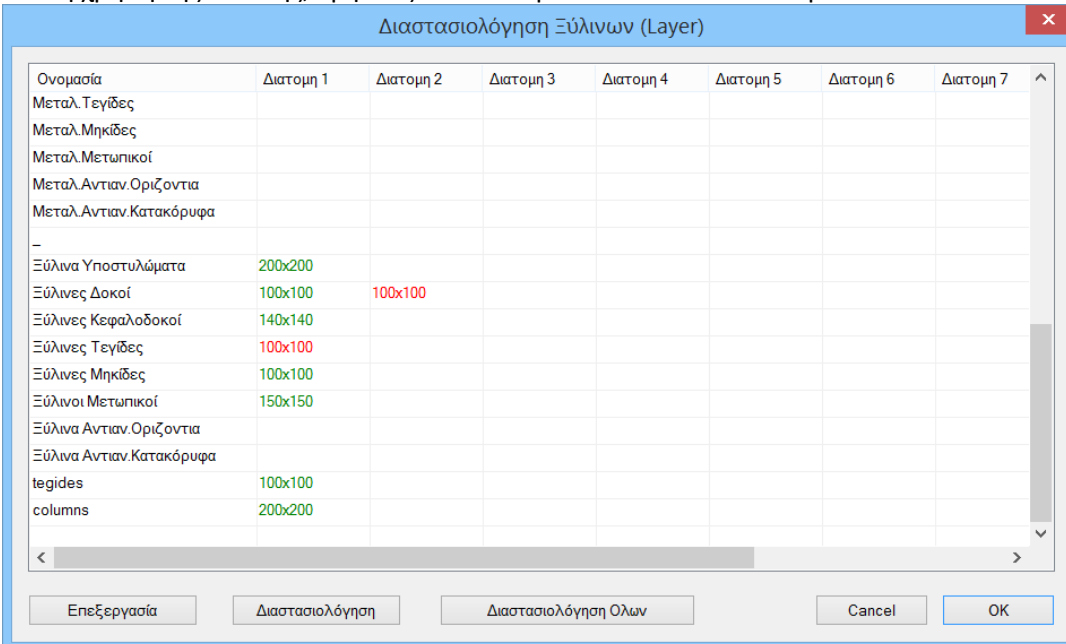 Διαστασιολόγηση Ξύλινων (Layer)
Ονομασία Διατομη 1 Διατομη 2 Διατομη 3 Διατομη 4 Διατομη 5 Διατομη 6 Διατομη 7
Μεταλ.Τεγίδες
Μεταλ.Μηκίδες
Μεταλ.Μετωπικοί
Μεταλ.Αντιαν.Οριζοντια
Μεταλ.Αντιαν.Κατακόρυφα
_
Ξύλινα Υποστυλώματα 200x200
Ξύλινες Δοκοί 100x100 100x100
Ξύλινες Κεφαλοδοκοί 140x140
Ξύλινες Τεγίδες 100x100
Ξύλινες Μηκίδες 100x100
Ξύλινοι Μετωπικοί 150x150
Ξύλινα Αντιαν.Οριζοντια
Ξύλινα Αντιαν.Κατακόρυφα
tegides 100x100
columns 200x200
Επεξεργασία Διαστασιολόγηση Διαστασιολόγηση Ολων Cancel OK